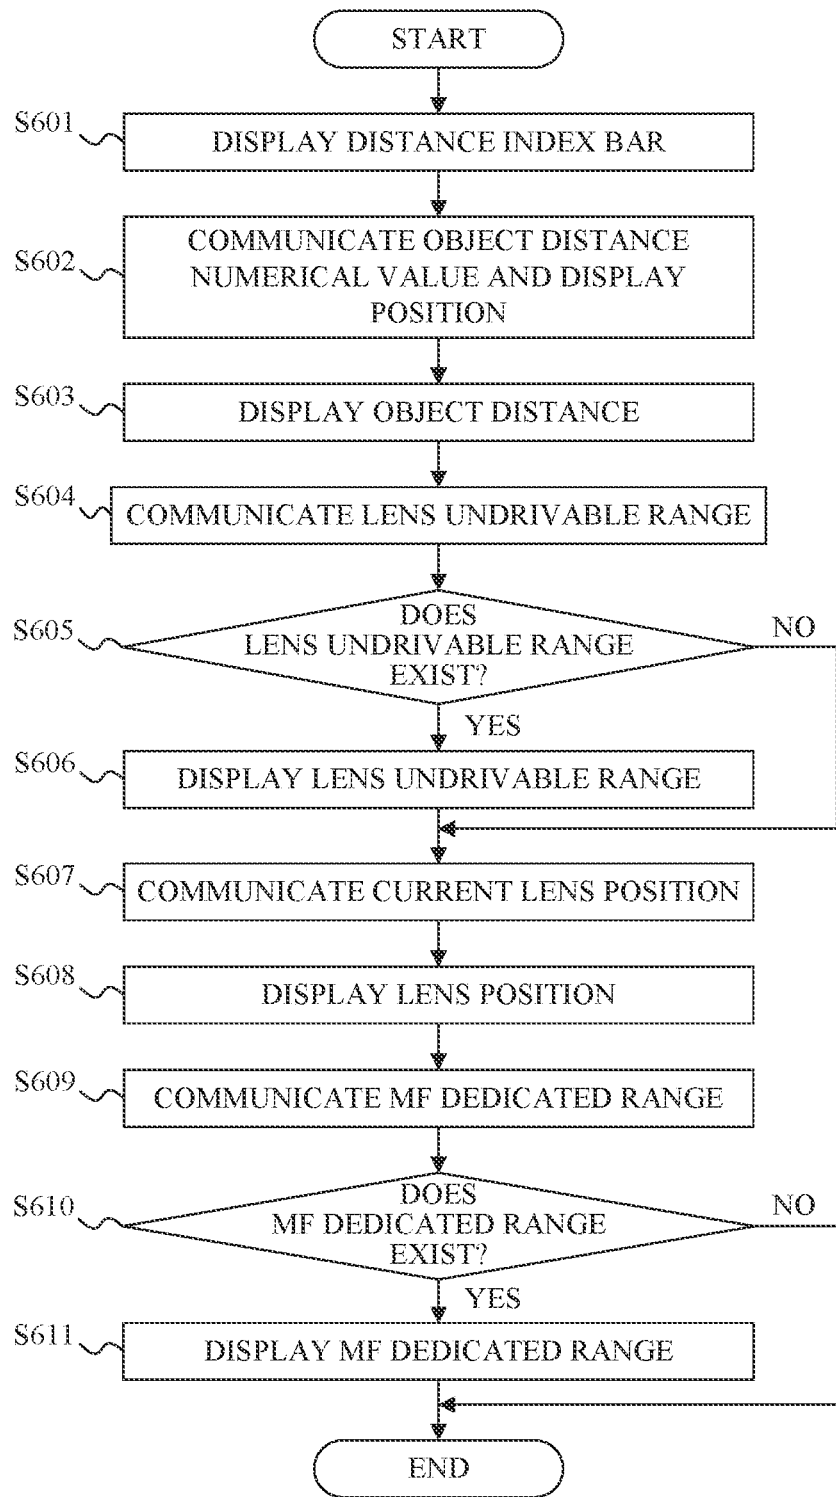 START
S601
DISPLAY DISTANCE INDEX BAR
S602
COMMUNICATE OBJECT DISTANCE
NUMERICAL VALUE AND DISPLAY
POSITION
S603
DISPLAY OBJECT DISTANCE
S604
COMMUNICATE LENS UNDRIVABLE RANGE
S605
DOES
LENS UNDRIVABLE RANGE
EXIST?
NO
YES
S606
DISPLAY LENS UNDRIVABLE RANGE
S607
COMMUNICATE CURRENT LENS POSITION
S608
DISPLAY LENS POSITION
S609
COMMUNICATE MF DEDICATED RANGE
S610
DOES
MF DEDICATED RANGE
EXIST?
NO
YES
S611
DISPLAY MF DEDICATED RANGE
END